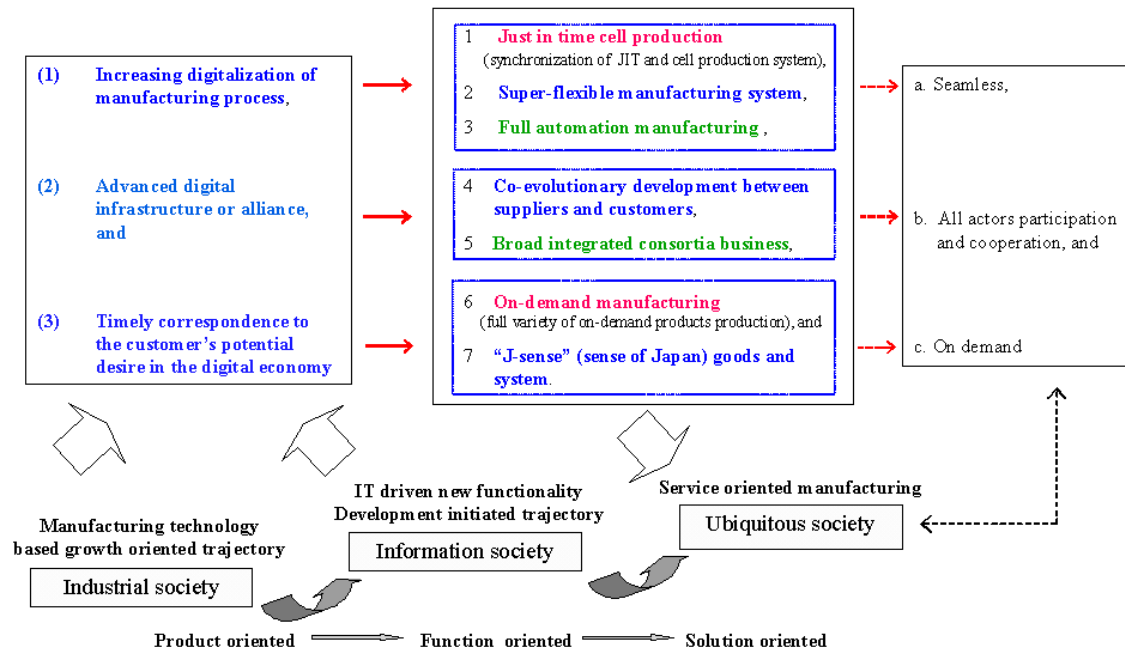 (1) Increasing digitalization of
manufacturing process,
(2) Advanced digital
infrastructure or alliance,
and
(3) Timely correspondence to
the customer's potential
desire in the digital economy
1 Just in time cell production
(synchronization of JIT and cell production system),
2 Super-flexible manufacturing system,
3 Full automation manufacturing ,
4 Co-evolutionary development between
suppliers and customers,
5 Broad integrated consortia business,
6 On-demand manufacturing
(full variety of on-demand products production), and
7 “J-sense” (sense of Japan) goods and
system.
a. Seamless,
b. All actors participation
and cooperation, and
c. On demand
Manufacturing technology
based growth oriented trajectory
Industrial society
IT driven new functionality
Development initiated trajectory
Information society
Service oriented manufacturing
Ubiquitous society
Product oriented Function oriented Solution oriented